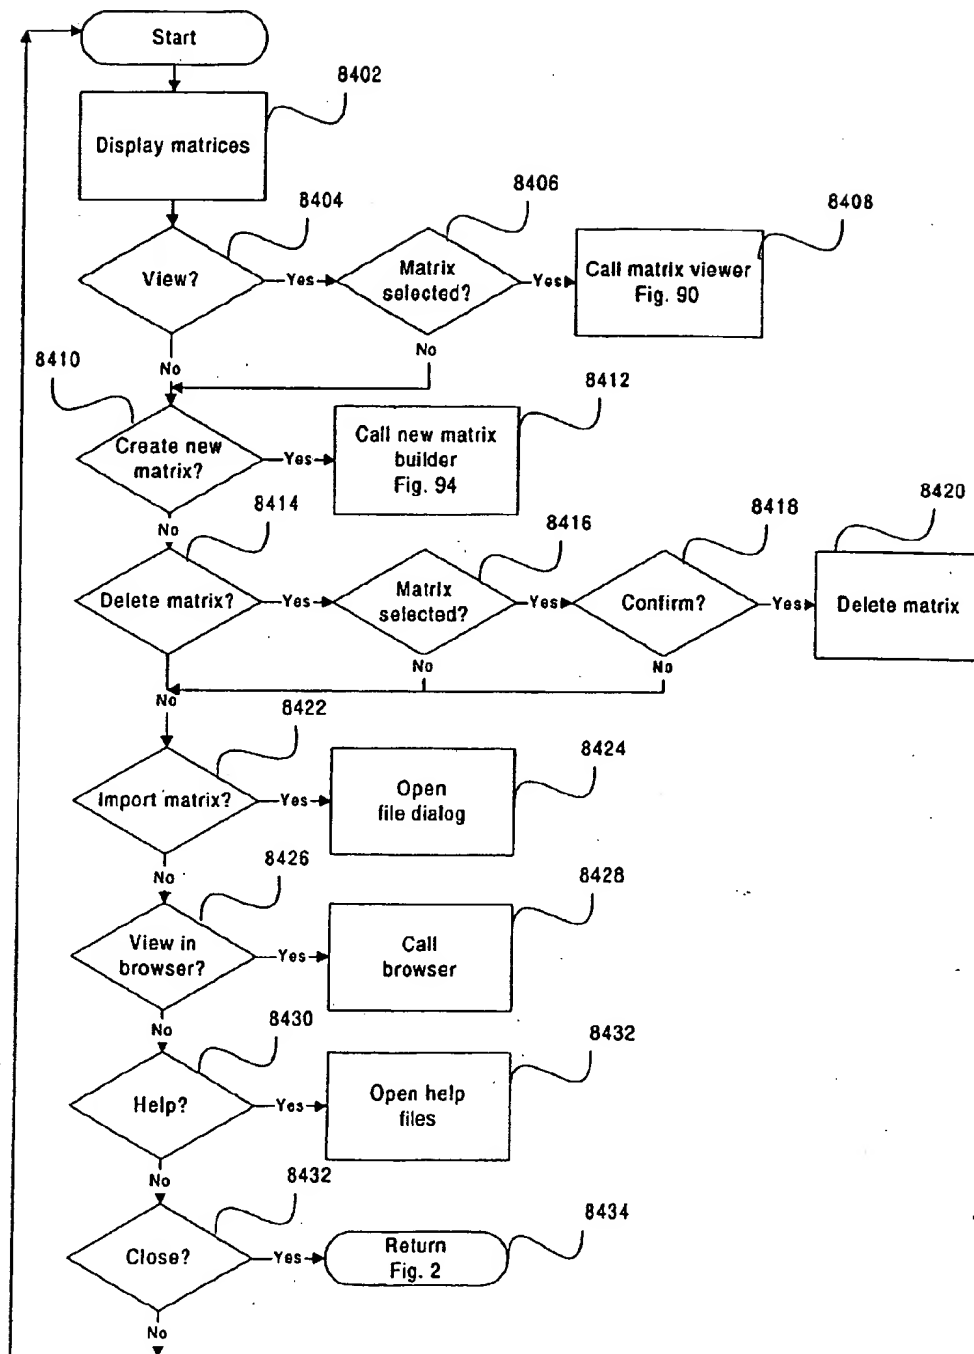 Start
8402
Display matrices
8404
8406
8408
View?
Yes
Matrix
selected?
Yes
Call matrix viewer
Fig. 90
No
No
8410
8412
Create new
matrix?
Yes
Call new matrix
builder
Fig. 94
No
8414
8416
8418
8420
Delete matrix?
Yes
Matrix
selected?
Yes
Confirm?
Yes
Delete matrix
No
No
No
8422
8424
Import matrix?
Yes
Open
file dialog
No
8426
8428
View in
browser?
Yes
Call
browser
No
8430
8432
Help?
Yes
Open help
files
No
8432
8434
Close?
Yes
Return
Fig. 2
No